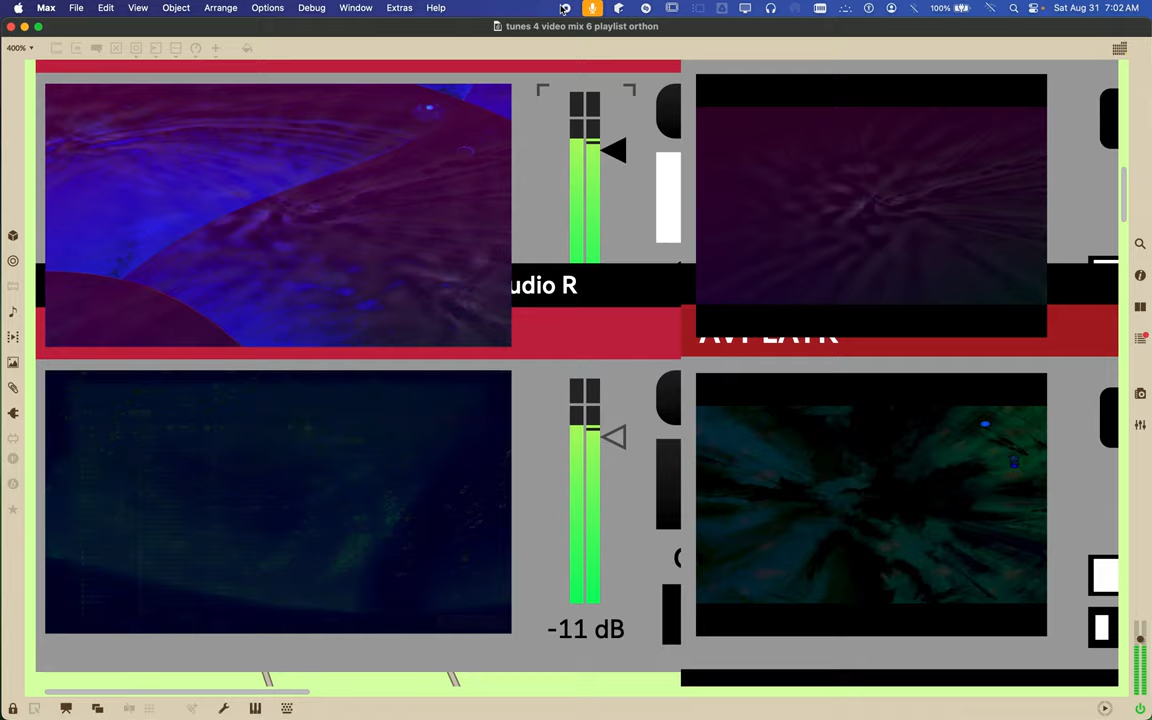 Max File Edit View Object Arrange Options Debug Window Extras Help 100% Sat Aug 31 7:02 AM
tunes 4 video mix 6 playlist orthon
400%
udio R
-11 dB